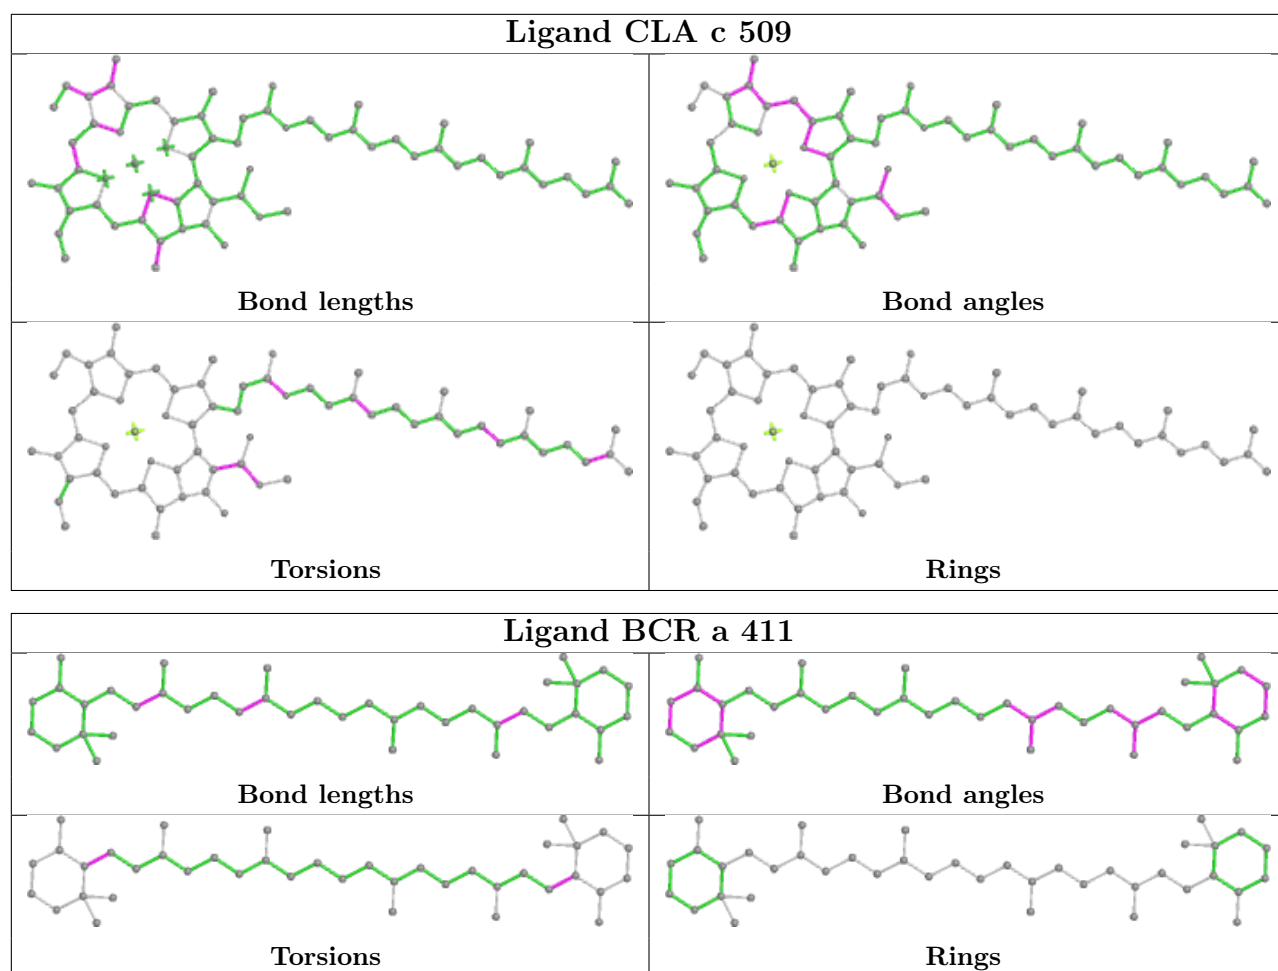 Ligand CLA c 509
Bond lengths
Bond angles
Torsions
Rings
Ligand BCR a 411
Bond lengths
Bond angles
Torsions
Rings